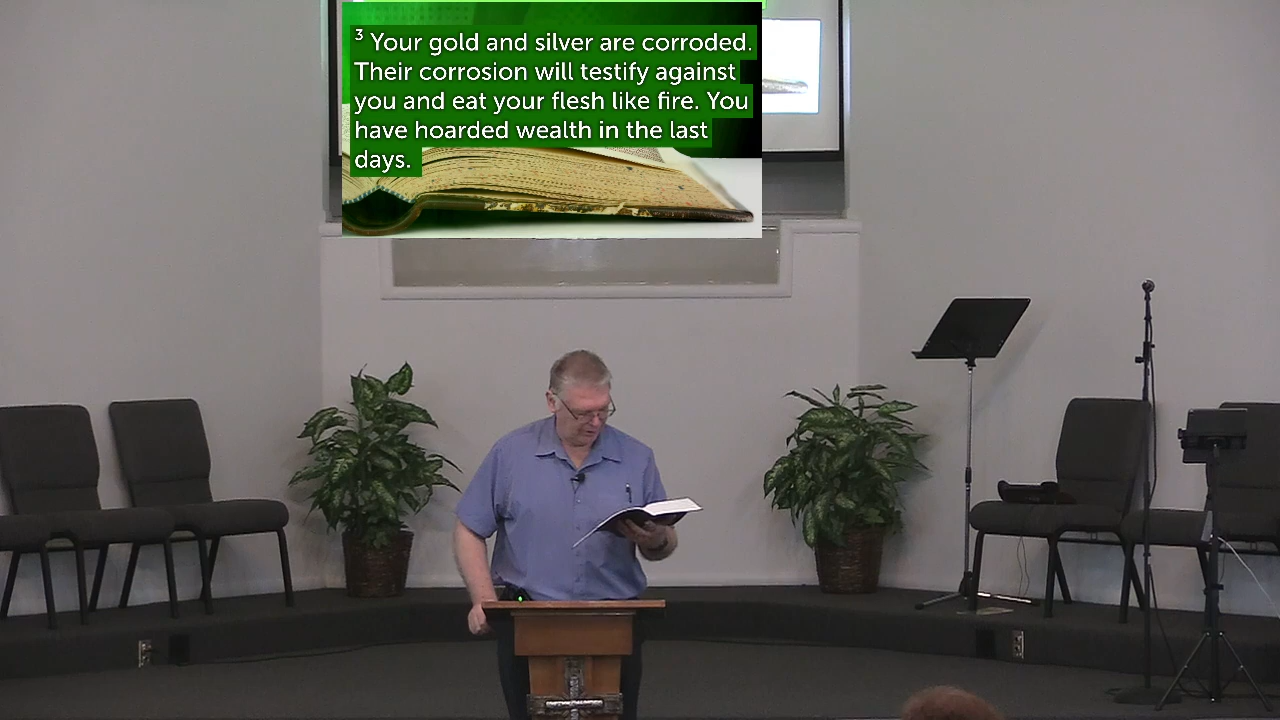 ³ Your gold and silver are corroded.
Their corrosion will testify against
you and eat your flesh like fire. You
have hoarded wealth in the last
days.